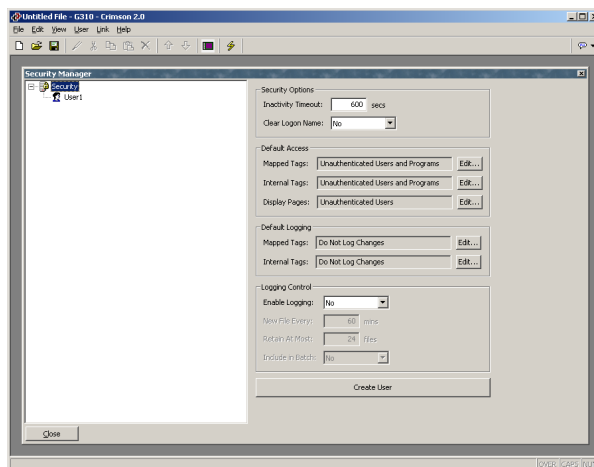 Untitled File - G310 - Crimson 2.0
File Edit View User Link Help
Security Manager
Security
User1
Security Options
Inactivity Timeout: 600 secs
Clear Logon Name: No
Default Access
Mapped Tags: Unauthenticated Users and Programs Edit...
Internal Tags: Unauthenticated Users and Programs Edit...
Display Pages: Unauthenticated Users Edit...
Default Logging
Mapped Tags: Do Not Log Changes Edit...
Internal Tags: Do Not Log Changes Edit...
Logging Control
Enable Logging: No
New File Every: 60 mins
Retain At Most: 24 files
Include in Batch: No
Create User
Close
OVER CAPS NU